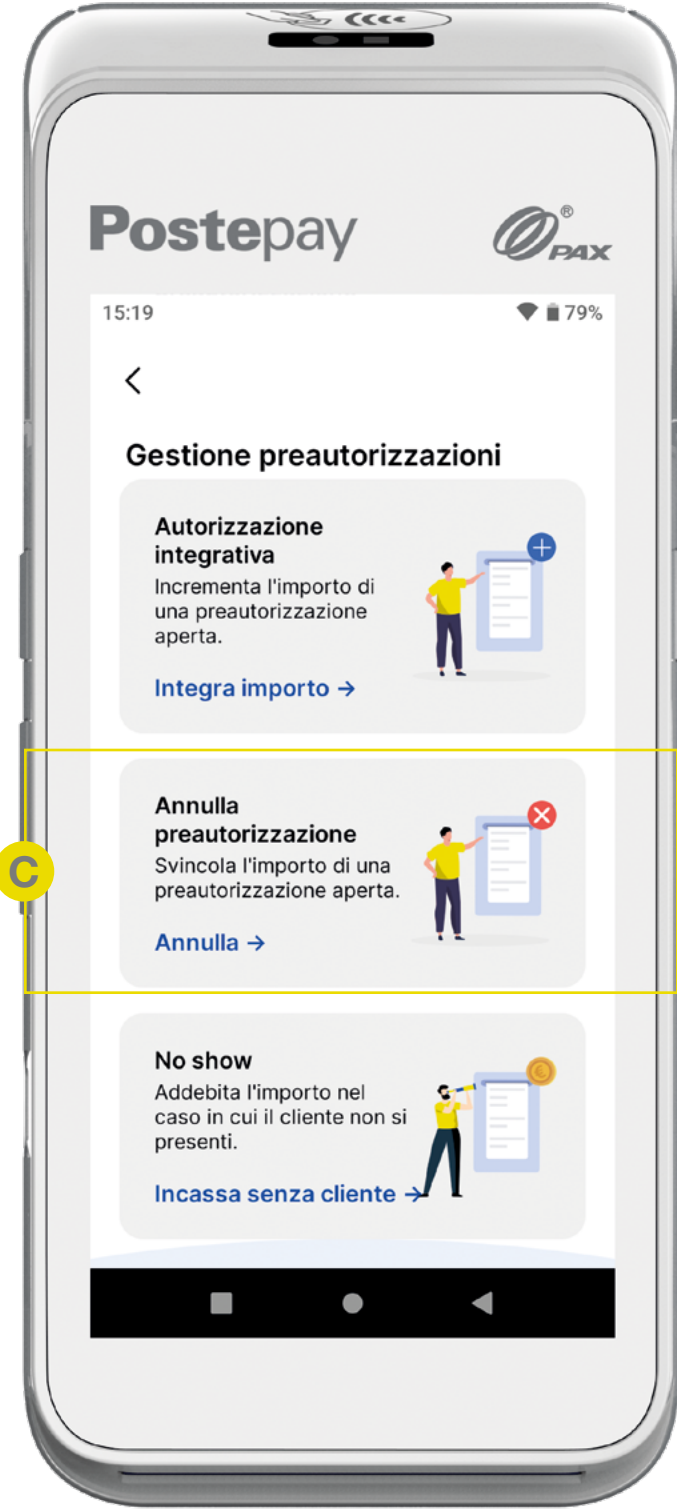 Postepay
PAX
®
15:19
79%
Gestione preautorizzazioni
Autorizzazione
integrativa
Incrementa l'importo di
una preautorizzazione
aperta.
Integra importo →
C
Annulla
preautorizzazione
Svincola l'importo di una
preautorizzazione aperta.
Annulla →
No show
Addebita l'importo nel
caso in cui il cliente non si
presenti.
Incassa senza cliente →